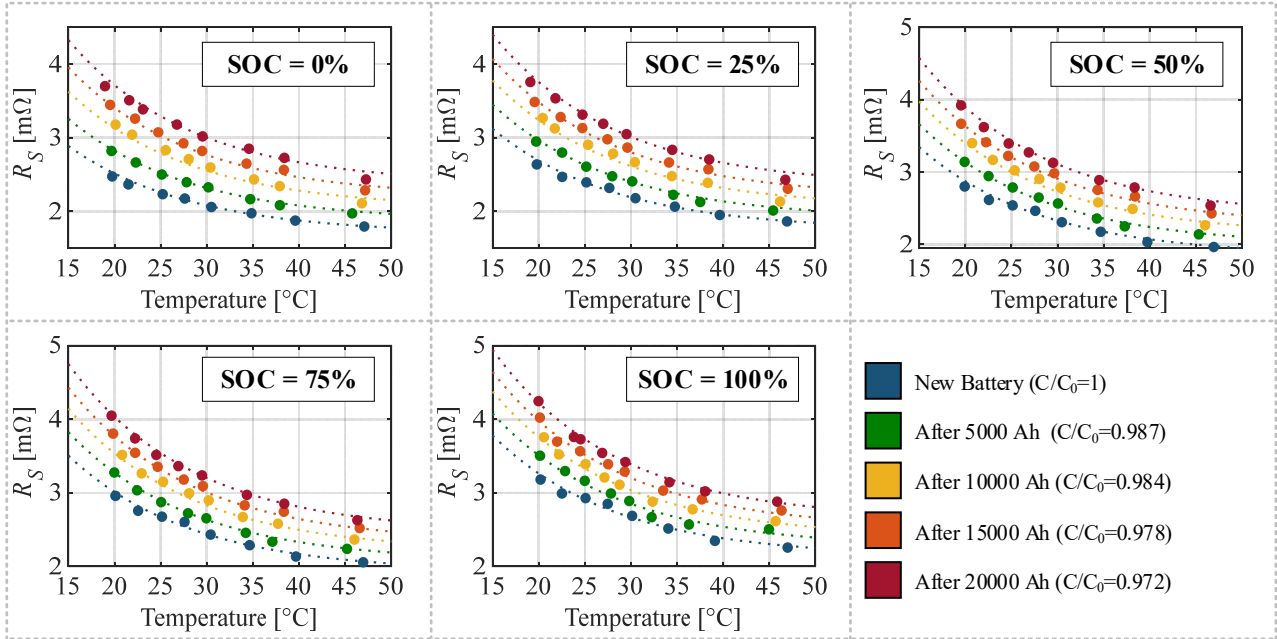 SOC = 0%
4
3
2
R_S [mΩ]
15 20 25 30 35 40 45 50
Temperature [°C]
SOC = 25%
4
3
2
R_S [mΩ]
15 20 25 30 35 40 45 50
Temperature [°C]
SOC = 50%
5
4
3
2
R_S [mΩ]
15 20 25 30 35 40 45 50
Temperature [°C]
SOC = 75%
5
4
3
2
R_S [mΩ]
15 20 25 30 35 40 45 50
Temperature [°C]
SOC = 100%
5
4
3
2
R_S [mΩ]
15 20 25 30 35 40 45 50
Temperature [°C]
New Battery (C/C₀=1)
After 5000 Ah (C/C₀=0.987)
After 10000 Ah (C/C₀=0.984)
After 15000 Ah (C/C₀=0.978)
After 20000 Ah (C/C₀=0.972)